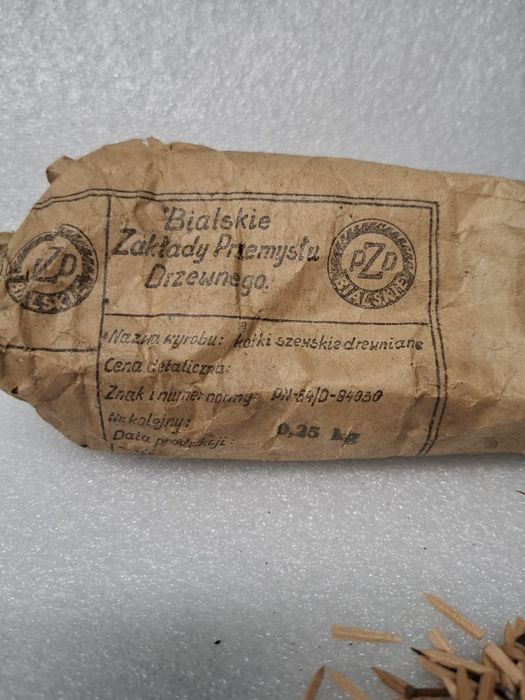 Bialskie
Zakłady Przemysłu
Drzewnego.
PZD
BIALSKIE
PZD
BIALSKIE
Nazwa wyrobu: kołki szewskie drewniane
Cena detaliczna:
Znak i numer normy: PN-64/D-94030
Nr. kolejny:
0,25 kg
Data produkcji: